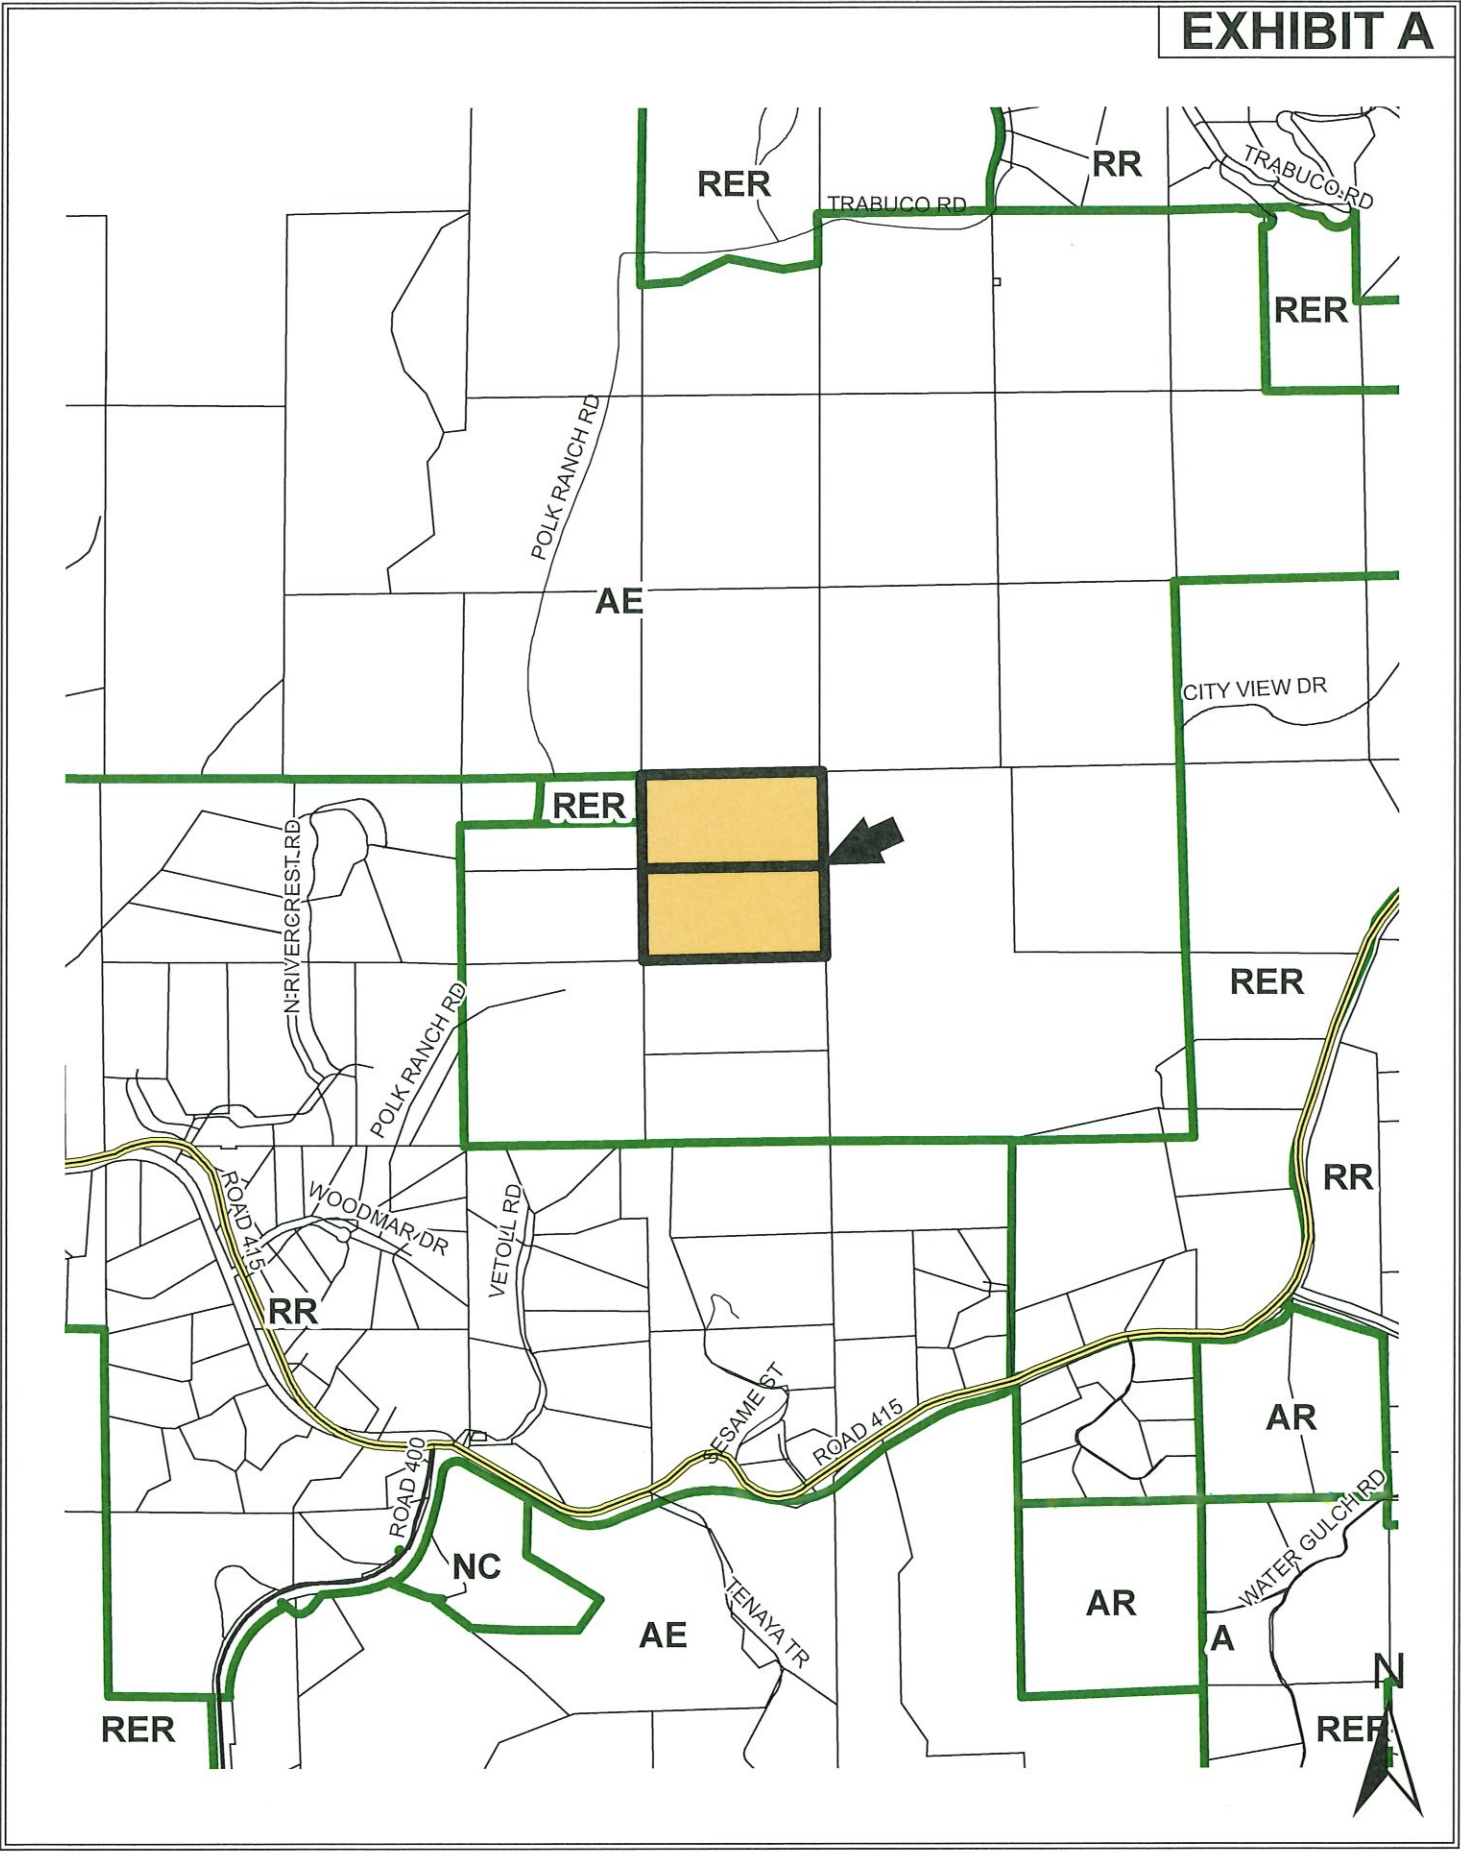 EXHIBIT A
RER
RR
TRABUCO RD
TRABUCO RD
RER
POLK RANCH RD
AE
CITY VIEW DR
RER
N RIVERCREST RD
RER
POLK RANCH RD
RR
ROAD 415
WOODMAR DR
VETOLL RD
RR
SESAME ST
ROAD 415
AR
ROAD 400
WATER GULCH RD
NC
TENAYA TR
AE
AR
A
N
RER
RER